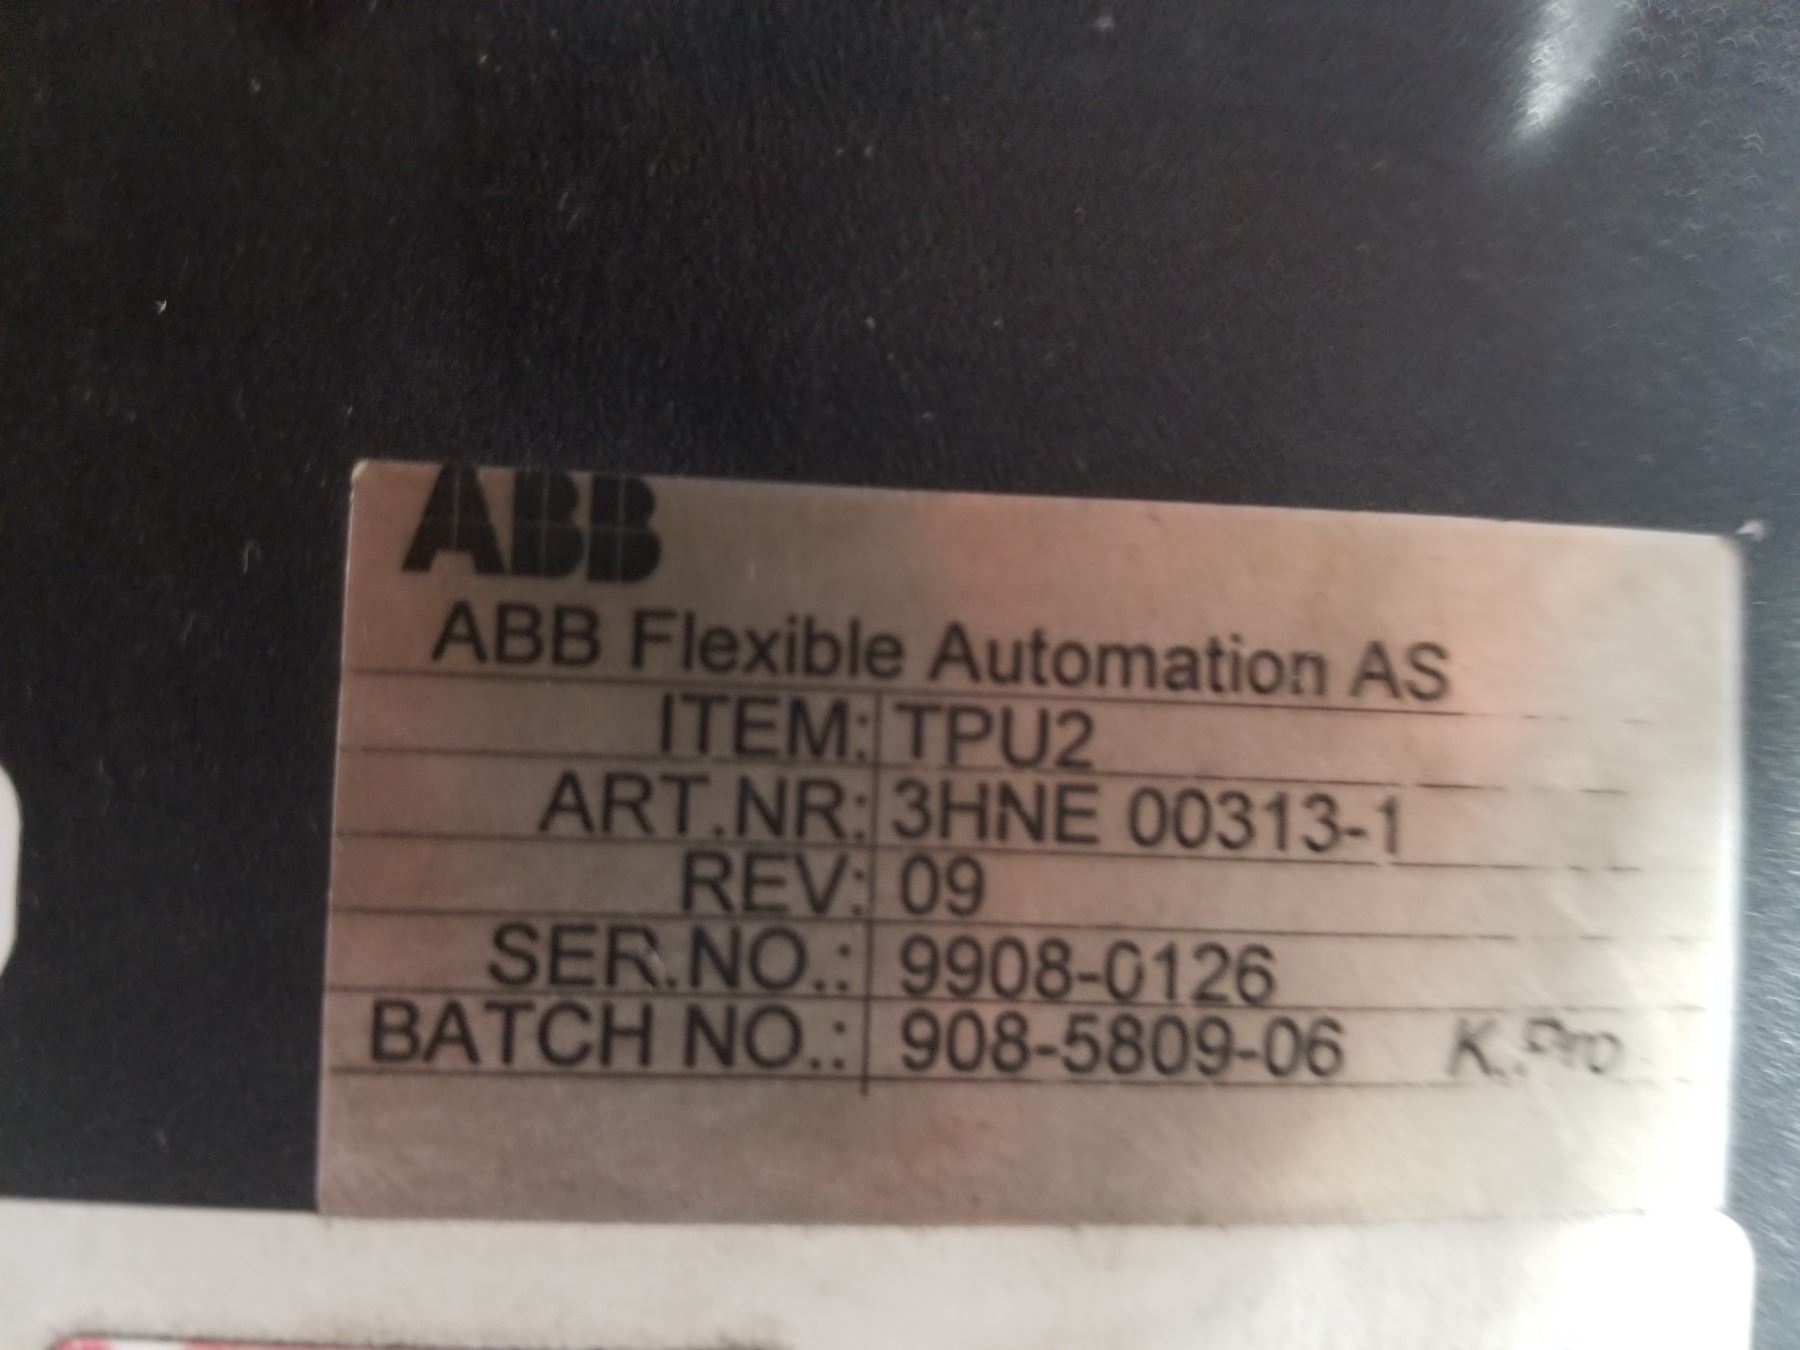 ABB
ABB Flexible Automation AS
ITEM: TPU2
ART.NR: 3HNE 00313-1
REV: 09
SER.NO.: 9908-0126
BATCH NO.: 908-5809-06 K.Pro